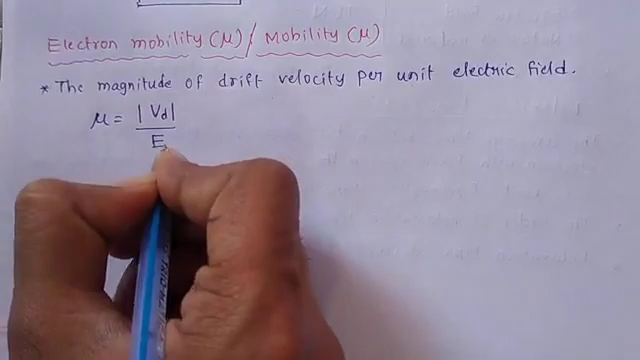 Electron mobility (μ) / Mobility (μ)
* The magnitude of drift velocity per unit electric field.
μ = |Vd|
E